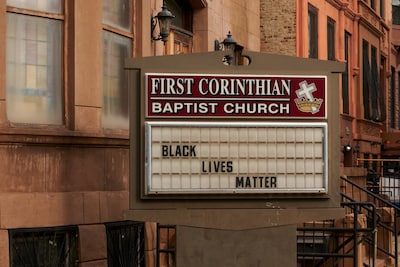 FIRST CORINTHIAN
BAPTIST CHURCH
BLACK
LIVES
MATTER